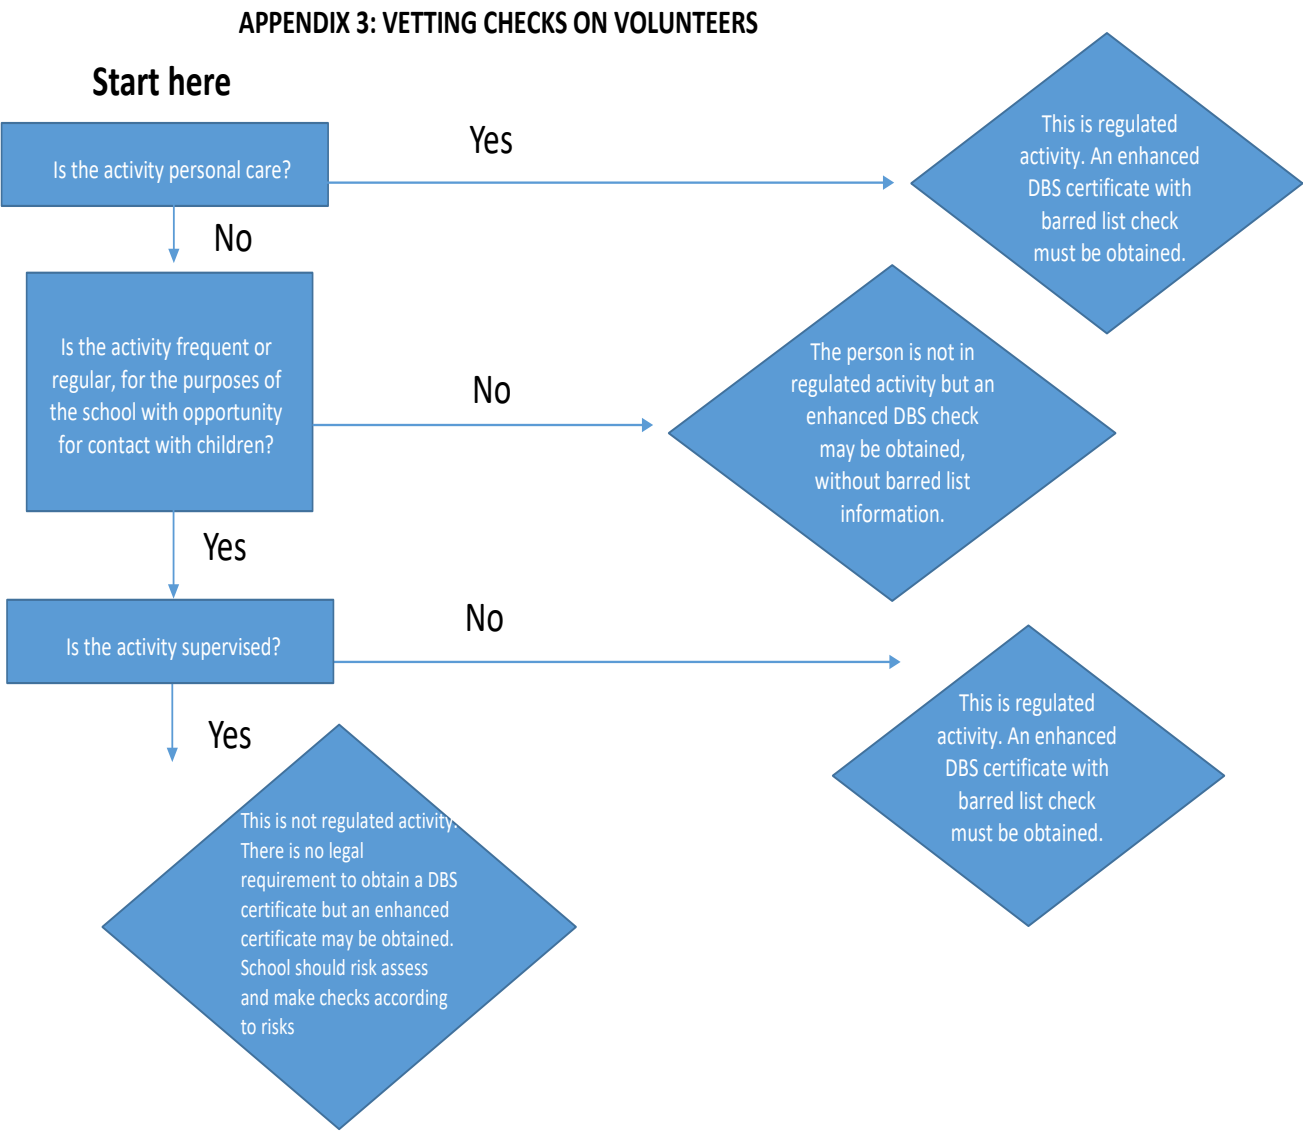 APPENDIX 3: VETTING CHECKS ON VOLUNTEERS
Start here
Is the activity personal care?
Yes
This is regulated
activity. An enhanced
DBS certificate with
barred list check
must be obtained.
No
Is the activity frequent or
regular, for the purposes of
the school with opportunity
for contact with children?
No
The person is not in
regulated activity but an
enhanced DBS check
may be obtained,
without barred list
information.
Yes
Is the activity supervised?
No
This is regulated
activity. An enhanced
DBS certificate with
barred list check
must be obtained.
Yes
This is not regulated activity.
There is no legal
requirement to obtain a DBS
certificate but an enhanced
certificate may be obtained.
School should risk assess
and make checks according
to risks